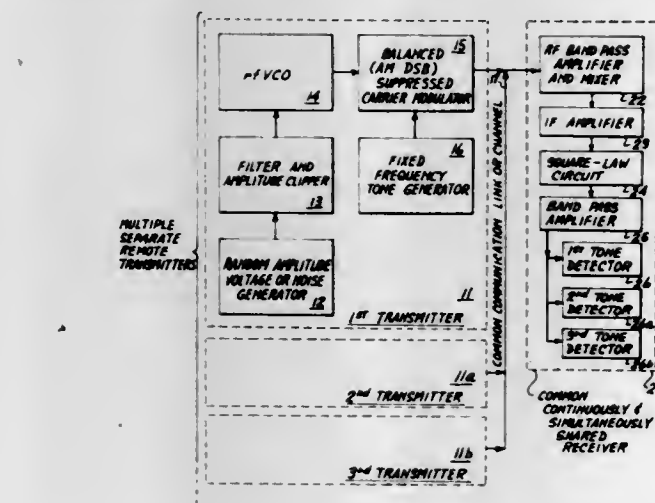 rf VCO
14
BALANCED
(AM DSB)
SUPPRESSED
CARRIER MODULATOR
15
FILTER AND
AMPLITUDE CLIPPER
13
FIXED
FREQUENCY
TONE GENERATOR
16
RANDOM AMPLITUDE
VOLTAGE OR NOISE
GENERATOR
12
11
1ST TRANSMITTER
MULTIPLE
SEPARATE
REMOTE
TRANSMITTERS
11a
2nd TRANSMITTER
11b
3rd TRANSMITTER
COMMON COMMUNICATION LINK OR CHANNEL
17
RF BAND PASS
AMPLIFIER
AND MIXER
22
IF AMPLIFIER
23
SQUARE-LAW
CIRCUIT
24
BAND PASS
AMPLIFIER
1ST TONE
DETECTOR
26
2nd TONE
DETECTOR
26a
3rd TONE
DETECTOR
26b
COMMON
CONTINUOUSLY &
SIMULTANEOUSLY
SHARED
RECEIVER